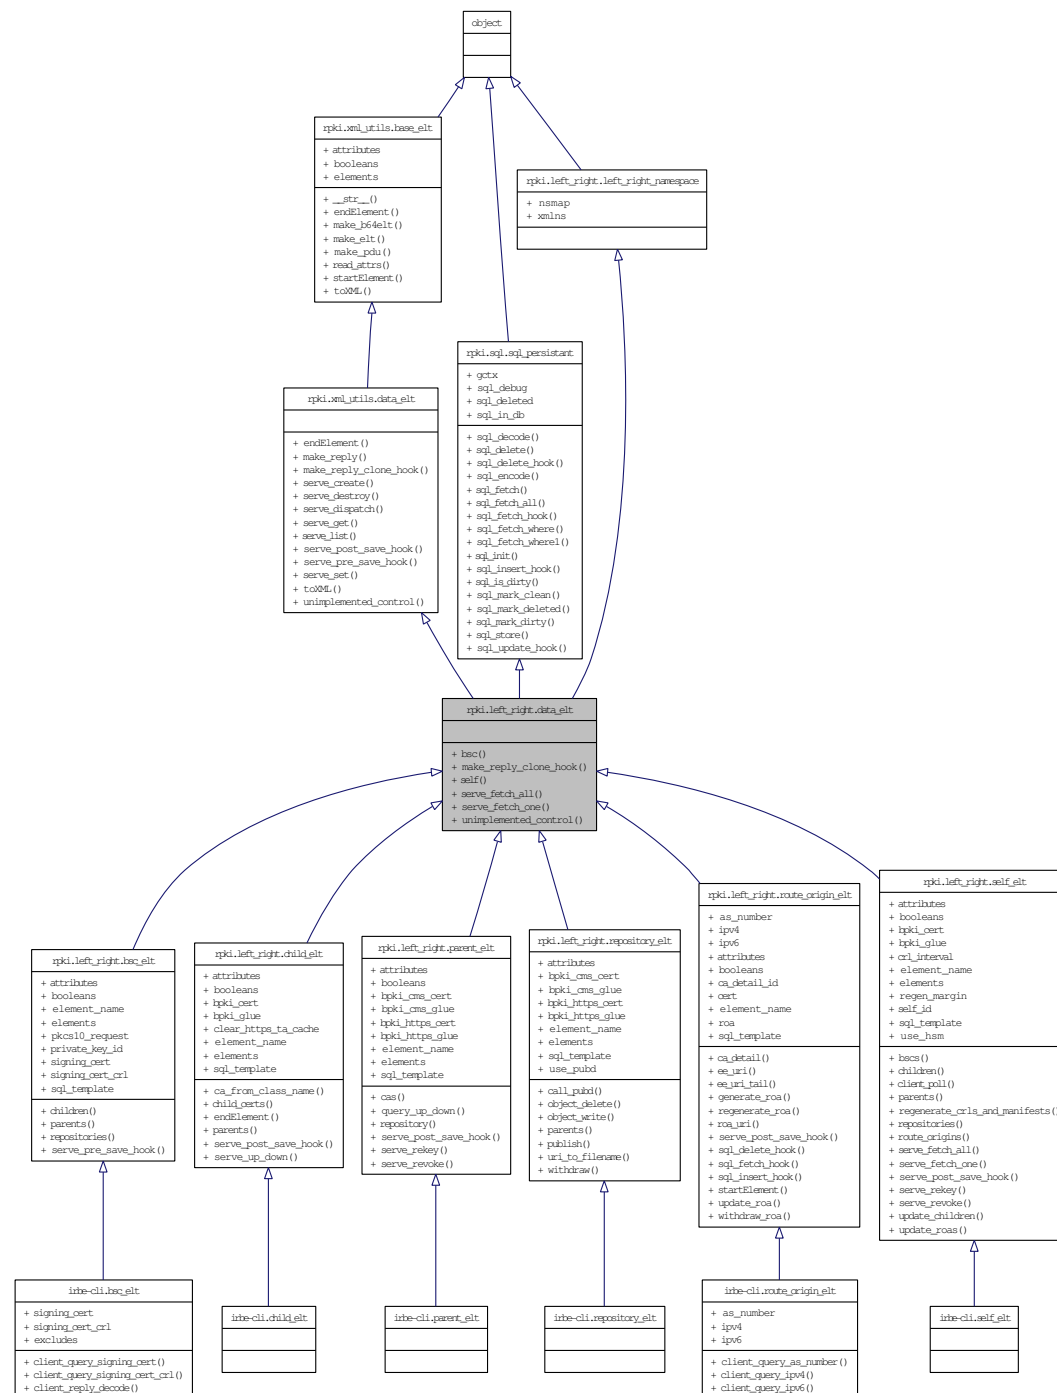 object
rpki.xml_utils.base_elt
+ attributes
+ booleans
+ elements
+ __str__()
+ endElement()
+ make_b64elt()
+ make_elt()
+ make_pdu()
+ read_attrs()
+ startElement()
+ toXML()
rpki.left_right.left_right_namespace
+ nsmap
+ xmlns
rpki.sql.sql_persistant
+ gctx
+ sql_debug
+ sql_deleted
+ sql_in_db
+ sql_decode()
+ sql_delete()
+ sql_delete_hook()
+ sql_encode()
+ sql_fetch()
+ sql_fetch_all()
+ sql_fetch_hook()
+ sql_fetch_where()
+ sql_fetch_where1()
+ sql_init()
+ sql_insert_hook()
+ sql_is_dirty()
+ sql_mark_clean()
+ sql_mark_deleted()
+ sql_mark_dirty()
+ sql_store()
+ sql_update_hook()
rpki.xml_utils.data_elt
+ endElement()
+ make_reply()
+ make_reply_clone_hook()
+ serve_create()
+ serve_destroy()
+ serve_dispatch()
+ serve_get()
+ serve_list()
+ serve_post_save_hook()
+ serve_pre_save_hook()
+ serve_set()
+ toXML()
+ unimplemented_control()
rpki.left_right.data_elt
+ bsc()
+ make_reply_clone_hook()
+ self()
+ serve_fetch_all()
+ serve_fetch_one()
+ unimplemented_control()
rpki.left_right.bsc_elt
+ attributes
+ booleans
+ element_name
+ elements
+ pkcs10_request
+ private_key_id
+ signing_cert
+ signing_cert_crl
+ sql_template
+ children()
+ parents()
+ repositories()
+ serve_pre_save_hook()
rpki.left_right.child_elt
+ attributes
+ booleans
+ bpki_cert
+ bpki_glue
+ clear_https_ta_cache
+ element_name
+ elements
+ sql_template
+ ca_from_class_name()
+ child_certs()
+ endElement()
+ parents()
+ serve_post_save_hook()
+ serve_up_down()
rpki.left_right.parent_elt
+ attributes
+ booleans
+ bpki_cms_cert
+ bpki_cms_glue
+ bpki_https_cert
+ bpki_https_glue
+ element_name
+ elements
+ sql_template
+ cas()
+ query_up_down()
+ repository()
+ serve_post_save_hook()
+ serve_rekey()
+ serve_revoke()
rpki.left_right.repository_elt
+ attributes
+ bpki_cms_cert
+ bpki_cms_glue
+ bpki_https_cert
+ bpki_https_glue
+ element_name
+ elements
+ sql_template
+ use_pubd
+ call_pubd()
+ object_delete()
+ object_write()
+ parents()
+ publish()
+ uri_to_filename()
+ withdraw()
rpki.left_right.route_origin_elt
+ as_number
+ ipv4
+ ipv6
+ attributes
+ booleans
+ ca_detail_id
+ cert
+ element_name
+ roa
+ sql_template
+ ca_detail()
+ ee_uri()
+ ee_uri_tail()
+ generate_roa()
+ regenerate_roa()
+ roa_uri()
+ serve_post_save_hook()
+ sql_delete_hook()
+ sql_fetch_hook()
+ sql_insert_hook()
+ startElement()
+ update_roa()
+ withdraw_roa()
rpki.left_right.self_elt
+ attributes
+ booleans
+ bpki_cert
+ bpki_glue
+ crl_interval
+ element_name
+ elements
+ regen_margin
+ self_id
+ sql_template
+ use_hsm
+ bscs()
+ children()
+ client_poll()
+ parents()
+ regenerate_crls_and_manifests()
+ repositories()
+ route_origins()
+ serve_fetch_all()
+ serve_fetch_one()
+ serve_post_save_hook()
+ serve_rekey()
+ serve_revoke()
+ update_children()
+ update_roas()
irbe-cli.bsc_elt
+ signing_cert
+ signing_cert_crl
+ excludes
+ client_query_signing_cert()
+ client_query_signing_cert_crl()
+ client_reply_decode()
irbe-cli.child_elt
irbe-cli.parent_elt
irbe-cli.repository_elt
irbe-cli.route_origin_elt
+ as_number
+ ipv4
+ ipv6
+ client_query_as_number()
+ client_query_ipv4()
+ client_query_ipv6()
irbe-cli.self_elt